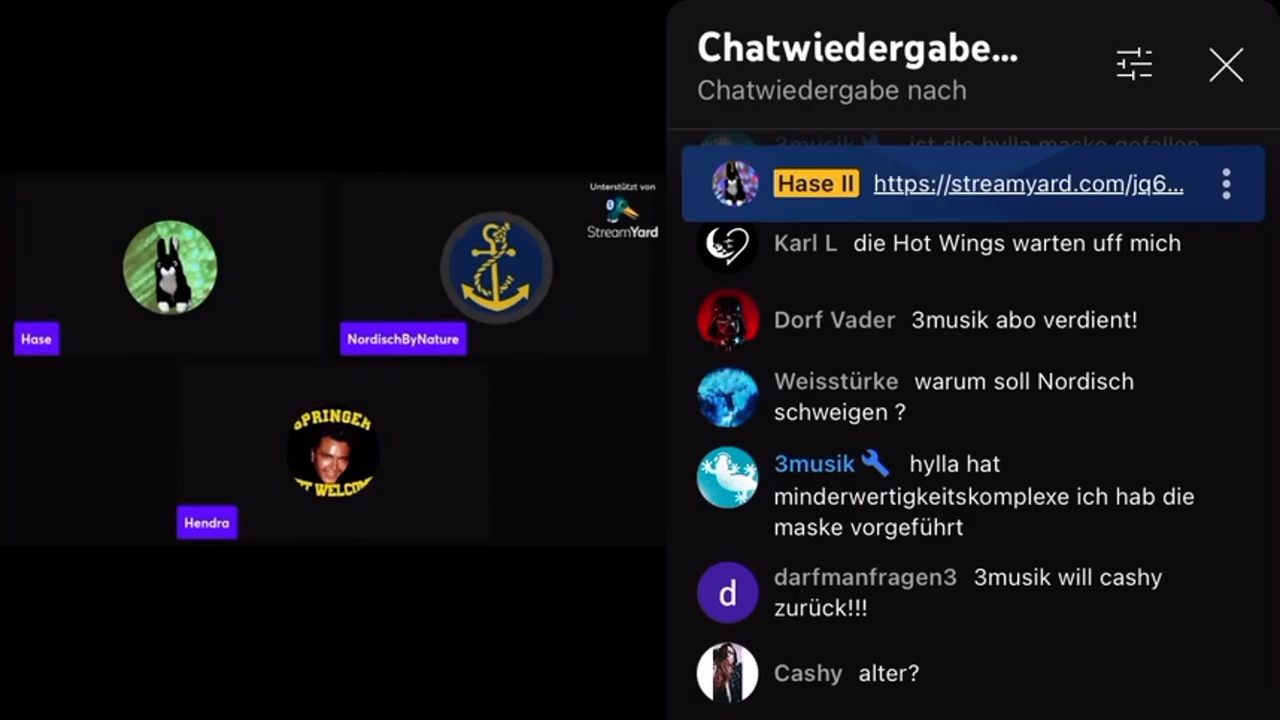 Unterstützt von
StreamYard
Hase
NordischByNature
SPRINGER
Hendra
Chatwiedergabe...
Chatwiedergabe nach
3musik ist die hylla maske gefallen
Hase II https://streamyard.com/jq6...
Karl L die Hot Wings warten uff mich
Dorf Vader 3musik abo verdient!
Weisstürke warum soll Nordisch
schweigen ?
3musik hylla hat
minderwertigkeitskomplexe ich hab die
maske vorgeführt
d
darfmanfragen3 3musik will cashy
zurück!!!
Cashy alter?